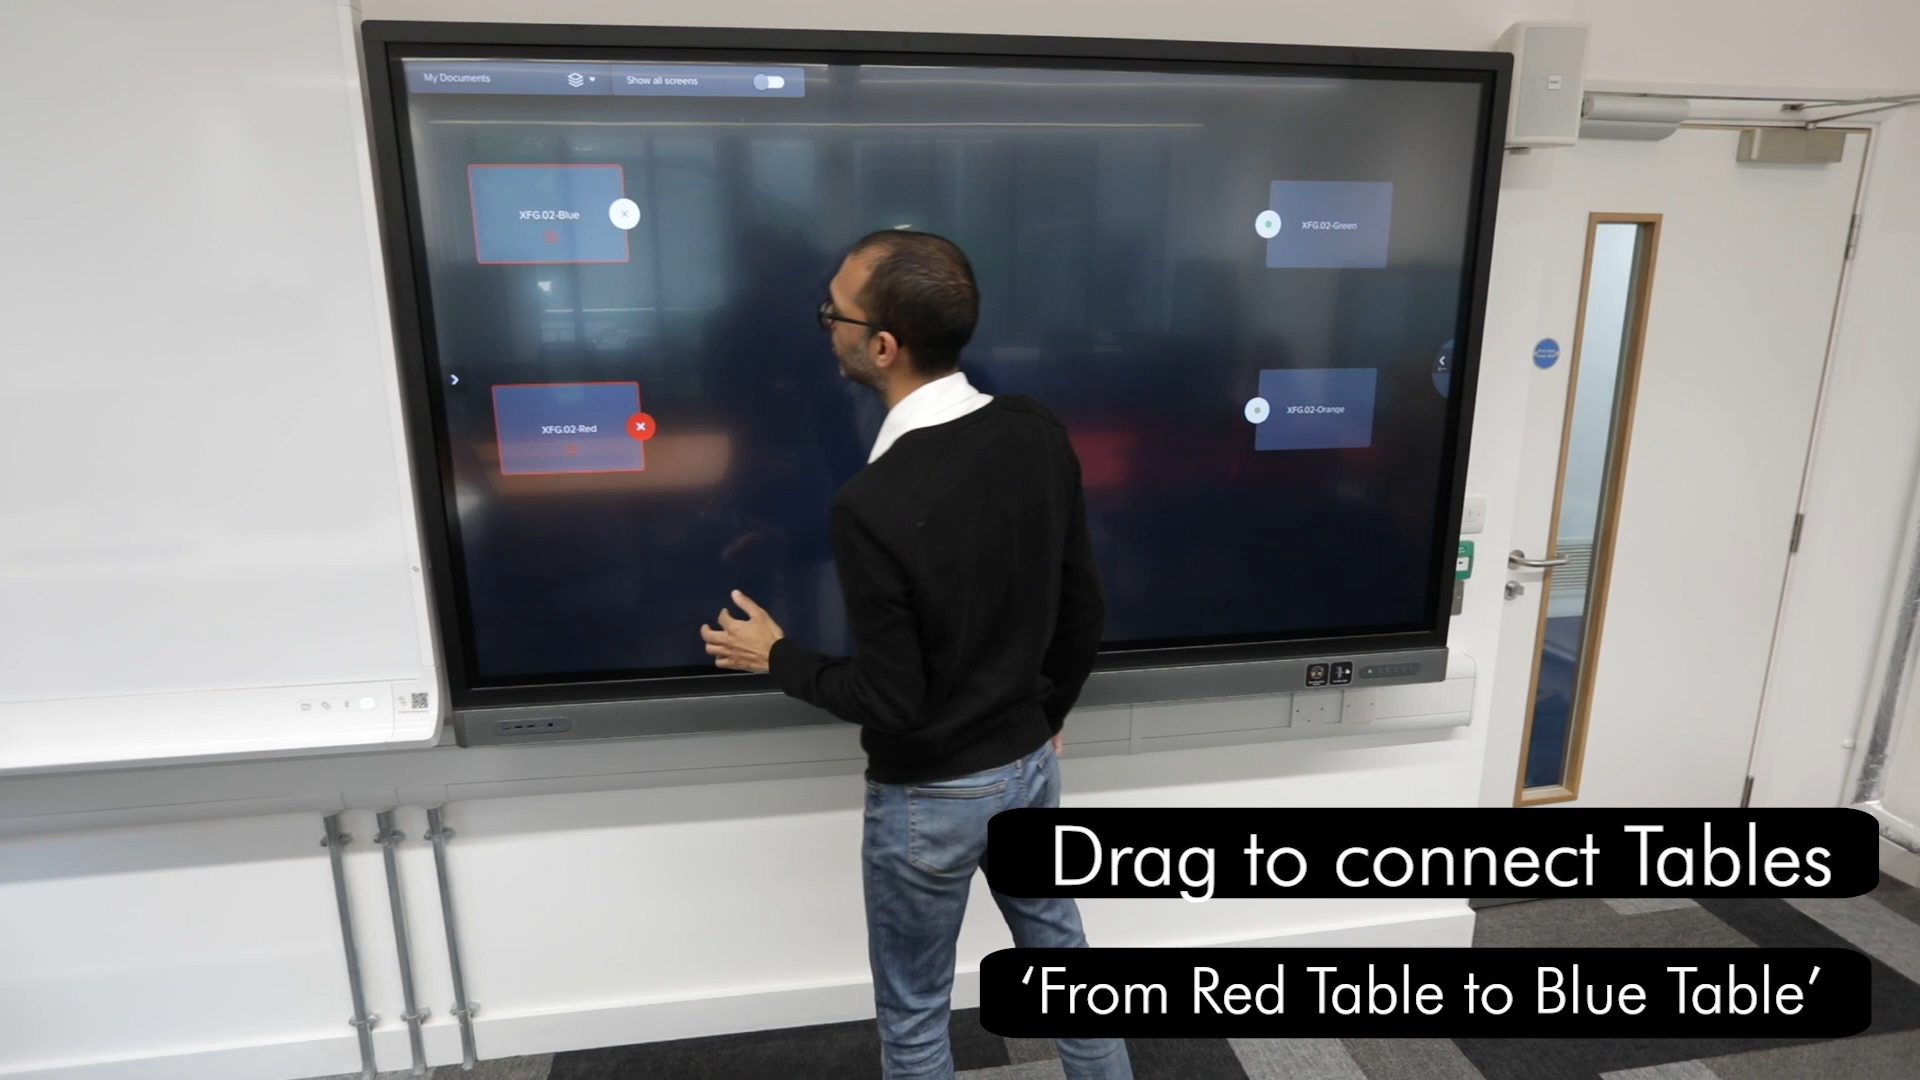 My Documents
Show all screens
XFG.02-Blue
XFG.02-Green
XFG.02-Red
XFG.02-Orange
Drag to connect Tables
‘From Red Table to Blue Table’